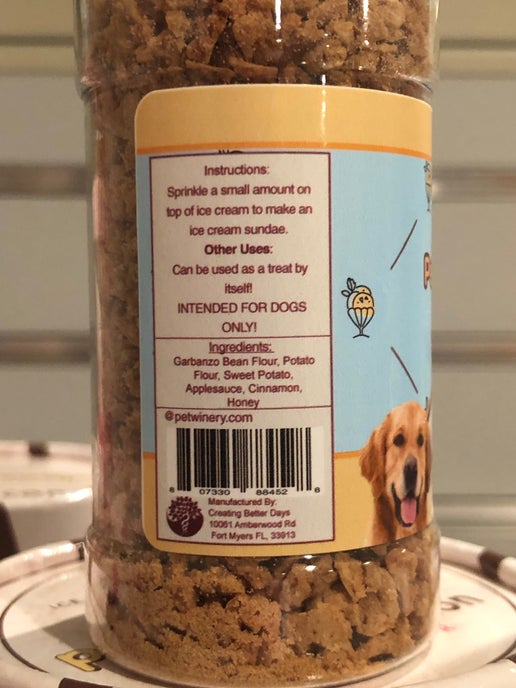 Instructions:
Sprinkle a small amount on
top of ice cream to make an
ice cream sundae.
Other Uses:
Can be used as a treat by
itself!
INTENDED FOR DOGS
ONLY!
Ingredients:
Garbanzo Bean Flour, Potato
Flour, Sweet Potato,
Applesauce, Cinnamon,
Honey
@petwinery.com
8 07330 88452 6
Manufactured By:
Creating Better Days
10061 Amberwood Rd
Fort Myers FL, 33913
P